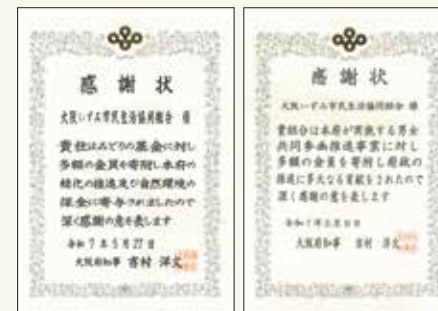 感謝状
大阪いずみ市民生活協同組合 様
貴社はみどりの基金に対し
多額の金員を寄附し本府の
緑化の推進及び自然環境の
保全に寄与されましたので
深く感謝の意を表します
令和7年5月27日
大阪府知事 吉村 洋文
感謝状
大阪いずみ市民生活協同組合 様
貴組合は本府が実施する男女
共同参画推進事業に対し
多額の金員を寄附し府政の
推進に多大なる貢献をされたので
深く感謝の意を表します
令和7年
大阪府知事 吉村 洋文